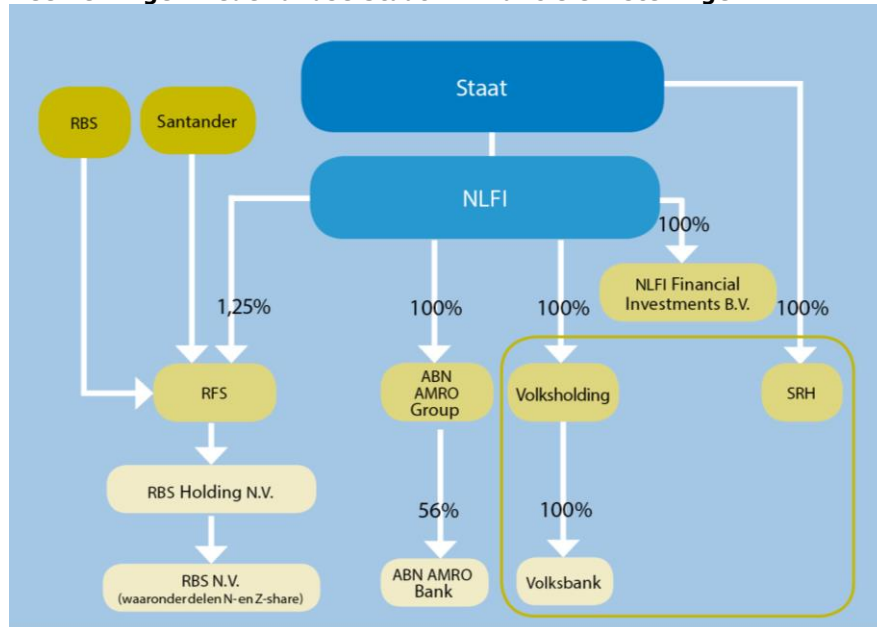 Staat
RBS
Santander
NLFI
100%
NLFI Financial
Investments B.V.
1,25%
100%
100%
100%
RFS
ABN
AMRO
Group
Volksholding
SRH
RBS Holding N.V.
56%
100%
RBS N.V.
(waaronder delen N- en Z-share)
ABN AMRO
Bank
Volksbank